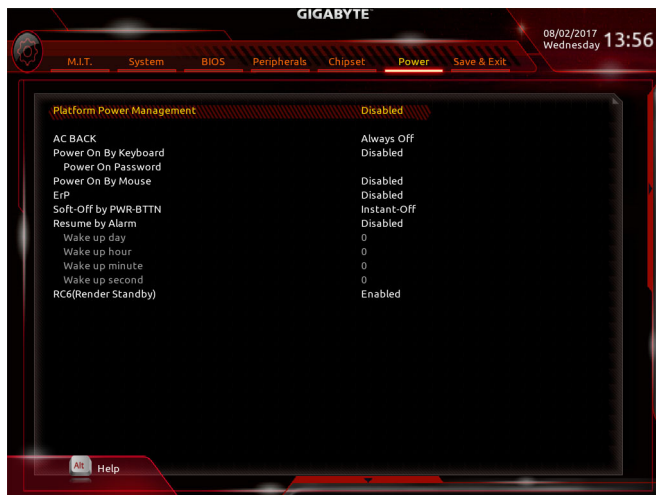 GIGABYTE™
08/02/2017
Wednesday 13:56
M.I.T. System BIOS Peripherals Chipset Power Save & Exit
Platform Power Management Disabled
AC BACK Always Off
Power On By Keyboard Disabled
Power On Password
Power On By Mouse Disabled
ErP Disabled
Soft-Off by PWR-BTTN Instant-Off
Resume by Alarm Disabled
Wake up day 0
Wake up hour 0
Wake up minute 0
Wake up second 0
RC6(Render Standby) Enabled
Alt Help